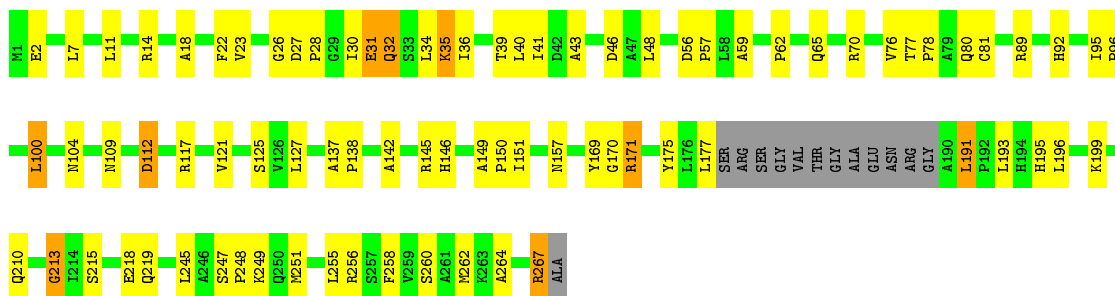 M1 E2 L7 L11 R14 A18 F22 V23 G26 D27 P28 G29 I30 E31 Q32 S33 L34 K35 I36 T39 L40 I41 D42 A43 D46 A47 L48 D56 P57 L58 A59 P62 Q65 R70 V76 T77 P78 A79 Q80 C81 R89 H92 I95
L100 N104 N109 D112 R117 V121 S125 V126 L127 A137 P138 A142 R145 H146 A149 P150 I151 N157 Y169 G170 R171 Y175 L176 L177 SER ARG SER GLY VAL THR GLY ALA GLU ASN ARG GLY A190 L191 P192 L193 H194 H195 L196 K199
Q210 G213 I214 S215 E218 Q219 L245 A246 S247 P248 K249 Q250 M251 L255 R256 S257 F258 V259 S260 A261 M262 K263 A264 R267 ALA